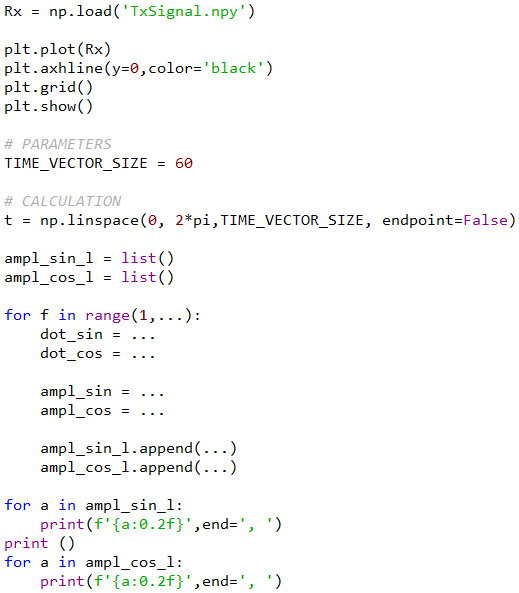 Rx = np.load('TxSignal.npy')
plt.plot(Rx)
plt.axhline(y=0,color='black')
plt.grid()
plt.show()
# PARAMETERS
TIME_VECTOR_SIZE = 60
# CALCULATION
t = np.linspace(0, 2*pi,TIME_VECTOR_SIZE, endpoint=False)
ampl_sin_l = list()
ampl_cos_l = list()
for f in range(1,...):
    dot_sin = ...
    dot_cos = ...
    ampl_sin = ...
    ampl_cos = ...
    ampl_sin_l.append(...)
    ampl_cos_l.append(...)
for a in ampl_sin_l:
    print(f'{a:0.2f}',end=', ')
print ()
for a in ampl_cos_l:
    print(f'{a:0.2f}',end=', ')